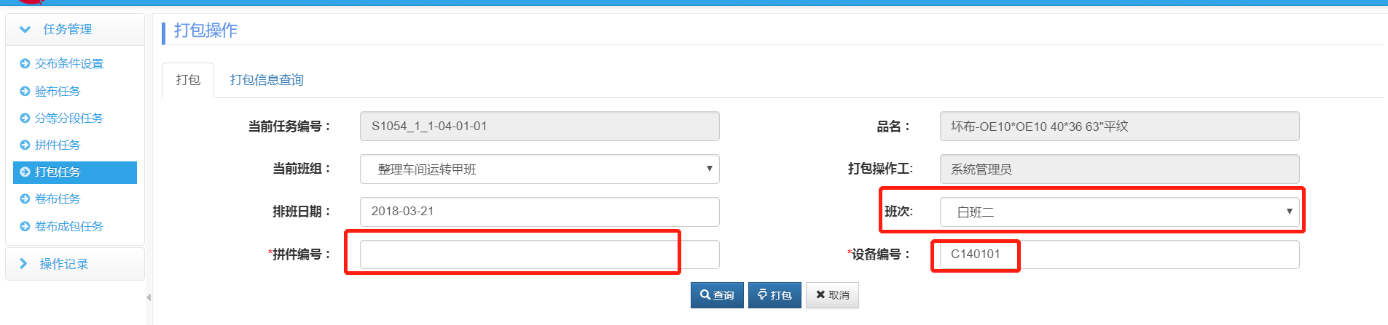 任务管理
交布条件设置
验布任务
分等分段任务
拼件任务
打包任务
卷布任务
卷布成包任务
操作记录
打包操作
打包 打包信息查询
当前任务编号： S1054_1_1-04-01-01 品名： 坯布-OE10*OE10 40*36 63"平纹
当前班组： 整理车间运转甲班 打包操作工: 系统管理员
排班日期： 2018-03-21 班次: 白班二
*拼件编号： *设备编号： C140101
查询 打包 取消